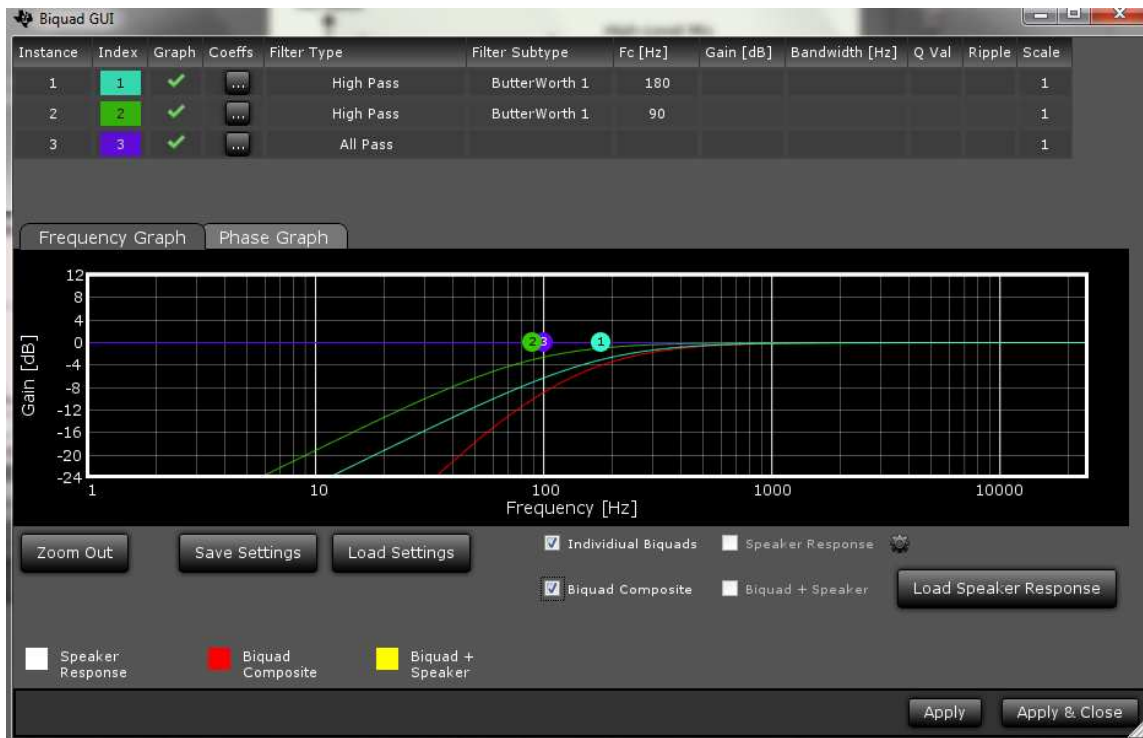 Biquad GUI
Instance Index Graph Coeffs Filter Type Filter Subtype Fc [Hz] Gain [dB] Bandwidth [Hz] Q Val Ripple Scale
1 1 ... High Pass ButterWorth 1 180 1
2 2 ... High Pass ButterWorth 1 90 1
3 3 ... All Pass 1
Frequency Graph Phase Graph
12
8
4
0
-4
-8
-12
-16
-20
-24
Gain [dB]
2 3 1
1 10 100 1000 10000
Frequency [Hz]
Zoom Out Save Settings Load Settings
Individiual Biquads Speaker Response
Biquad Composite Biquad + Speaker Load Speaker Response
Speaker Response
Biquad Composite
Biquad + Speaker
Apply Apply & Close